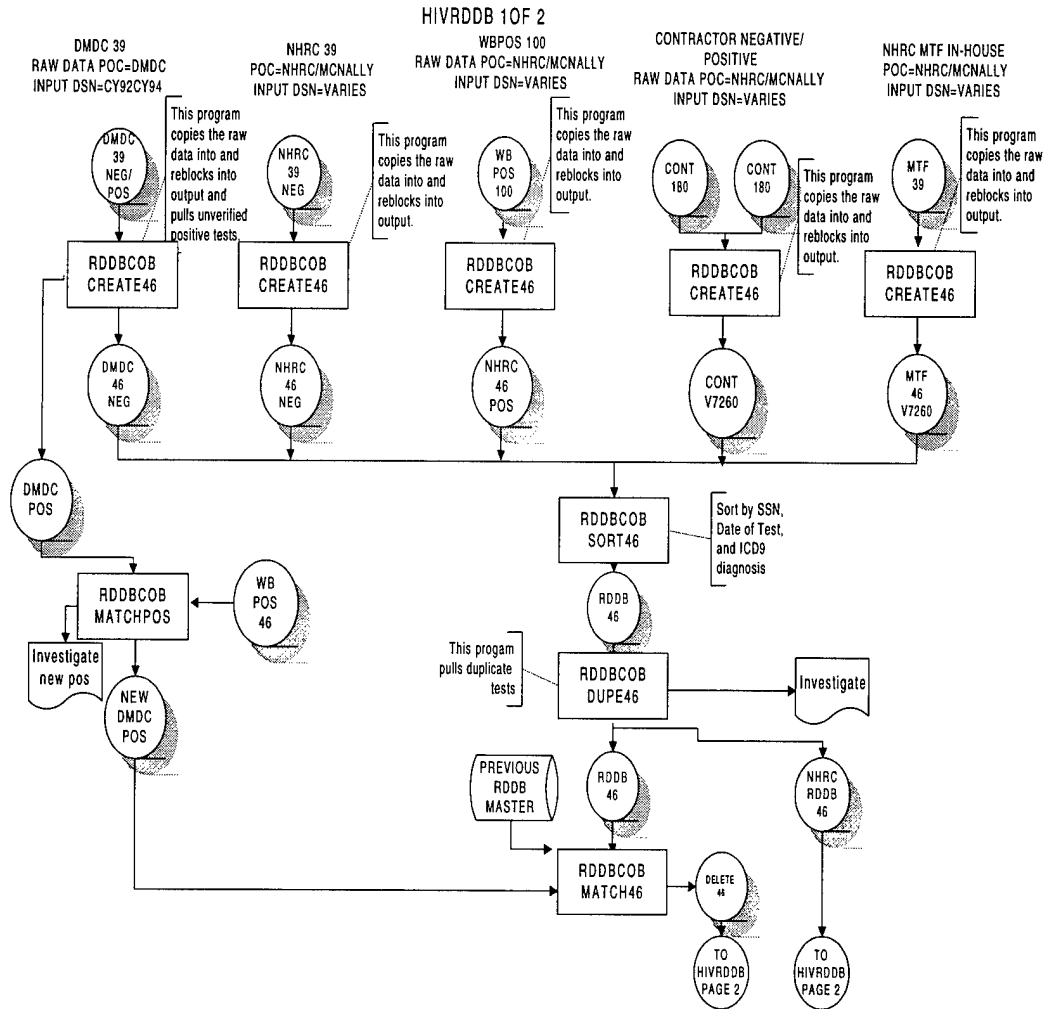 HIVRDDB 1OF 2
DMDC 39
RAW DATA POC=DMDC
INPUT DSN=CY92CY94
NHRC 39
POC=NHRC/MCNALLY
INPUT DSN=VARIES
WBPOS 100
RAW DATA POC=NHRC/MCNALLY
INPUT DSN=VARIES
CONTRACTOR NEGATIVE/
POSITIVE
RAW DATA POC=NHRC/MCNALLY
INPUT DSN=VARIES
NHRC MTF IN-HOUSE
POC=NHRC/MCNALLY
INPUT DSN=VARIES
DMDC
39
NEG/
POS
This program
copies the raw
data into and
reblocks into
output and
pulls unverified
positive tests.
NHRC
39
NEG
This program
copies the raw
data into and
reblocks into
output.
WB
POS
100
This program
copies the raw
data into and
reblocks into
output.
CONT
180
CONT
180
This program
copies the raw
data into and
reblocks into
output.
MTF
39
This program
copies the raw
data into and
reblocks into
output.
RDDBCOB
CREATE46
RDDBCOB
CREATE46
RDDBCOB
CREATE46
RDDBCOB
CREATE46
RDDBCOB
CREATE46
DMDC
46
NEG
NHRC
46
NEG
NHRC
46
POS
CONT
V7260
MTF
46
V7260
DMDC
POS
RDDBCOB
SORT46
Sort by SSN,
Date of Test,
and ICD9
diagnosis
RDDBCOB
MATCHPOS
WB
POS
46
RDDB
46
Investigate
new pos
This progam
pulls duplicate
tests
RDDBCOB
DUPE46
Investigate
NEW
DMDC
POS
PREVIOUS
RDDB
MASTER
RDDB
46
NHRC
RDDB
46
RDDBCOB
MATCH46
DELETE
46
TO
HIVRDDB
PAGE 2
TO
HIVRDDB
PAGE 2